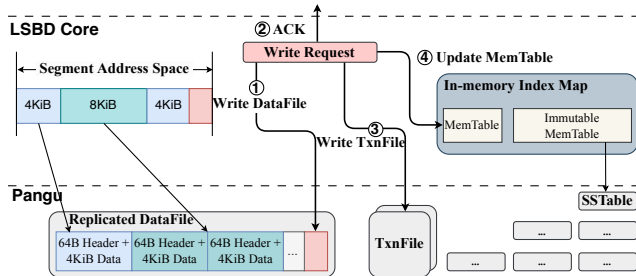 LSBD Core
② ACK
Write Request
Segment Address Space
4KiB
8KiB
4KiB
①
Write DataFile
③
Write TxnFile
④ Update MemTable
In-memory Index Map
MemTable
Immutable
MemTable
Pangu
SSTable
Replicated DataFile
64B Header +
4KiB Data
64B Header +
4KiB Data
64B Header +
4KiB Data
...
TxnFile
...
...
...
...
...